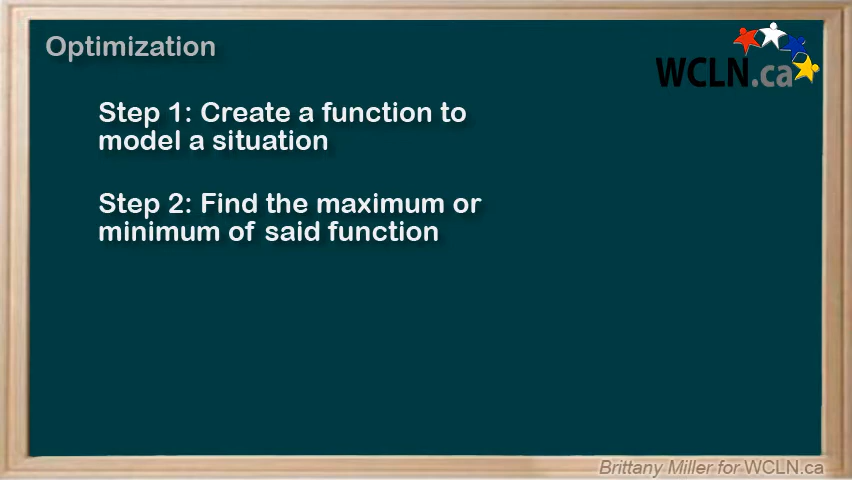 Optimization
WCLN.ca
Step 1: Create a function to
model a situation
Step 2: Find the maximum or
minimum of said function
Brittany Miller for WCLN.ca